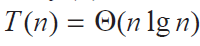 T(n) = Θ(n lg n)